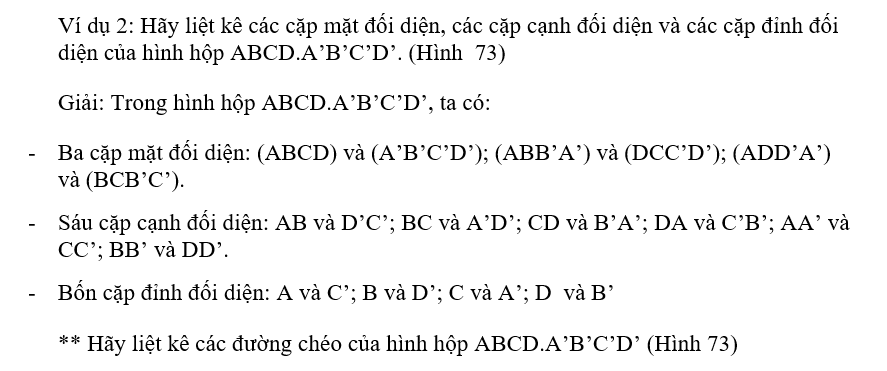 Ví dụ 2: Hãy liệt kê các cặp mặt đối diện, các cặp cạnh đối diện và các cặp đỉnh đối
diện của hình hộp ABCD.A’B’C’D’. (Hình  73)
Giải: Trong hình hộp ABCD.A’B’C’D’, ta có:
- Ba cặp mặt đối diện: (ABCD) và (A’B’C’D’); (ABB’A’) và (DCC’D’); (ADD’A’)
và (BCB’C’).
- Sáu cặp cạnh đối diện: AB và D’C’; BC và A’D’; CD và B’A’; DA và C’B’; AA’ và
CC’; BB’ và DD’.
- Bốn cặp đỉnh đối diện: A và C’; B và D’; C và A’; D  và B’
** Hãy liệt kê các đường chéo của hình hộp ABCD.A’B’C’D’ (Hình 73)